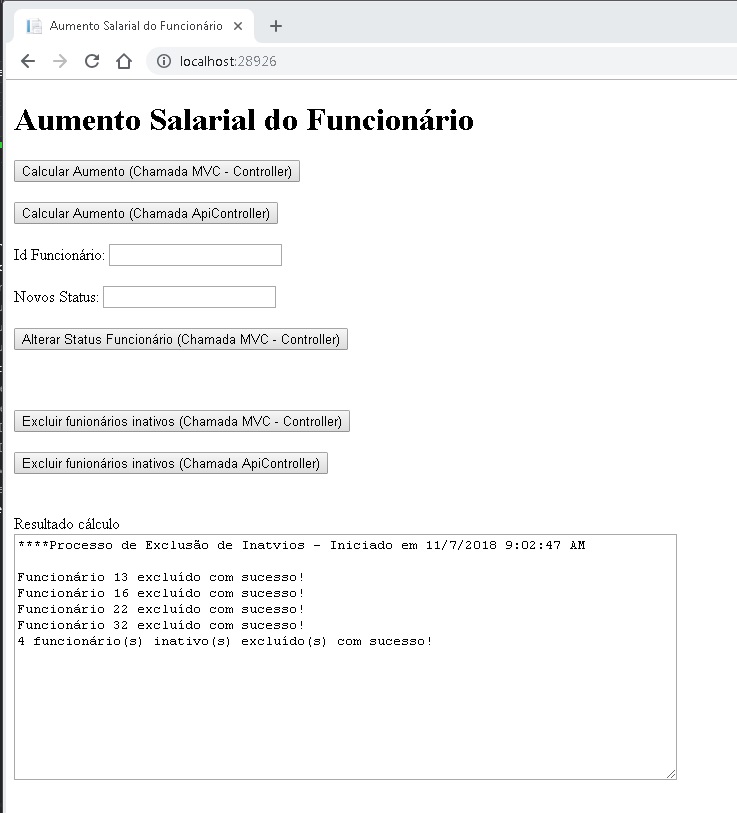 Aumento Salarial do Funcionário
localhost:28926
Aumento Salarial do Funcionário
Calcular Aumento (Chamada MVC - Controller)
Calcular Aumento (Chamada ApiController)
Id Funcionário:
Novos Status:
Alterar Status Funcionário (Chamada MVC - Controller)
Excluir funionários inativos (Chamada MVC - Controller)
Excluir funionários inativos (Chamada ApiController)
Resultado cálculo
****Processo de Exclusão de Inatvios - Iniciado em 11/7/2018 9:02:47 AM
Funcionário 13 excluído com sucesso!
Funcionário 16 excluído com sucesso!
Funcionário 22 excluído com sucesso!
Funcionário 32 excluído com sucesso!
4 funcionário(s) inativo(s) excluído(s) com sucesso!